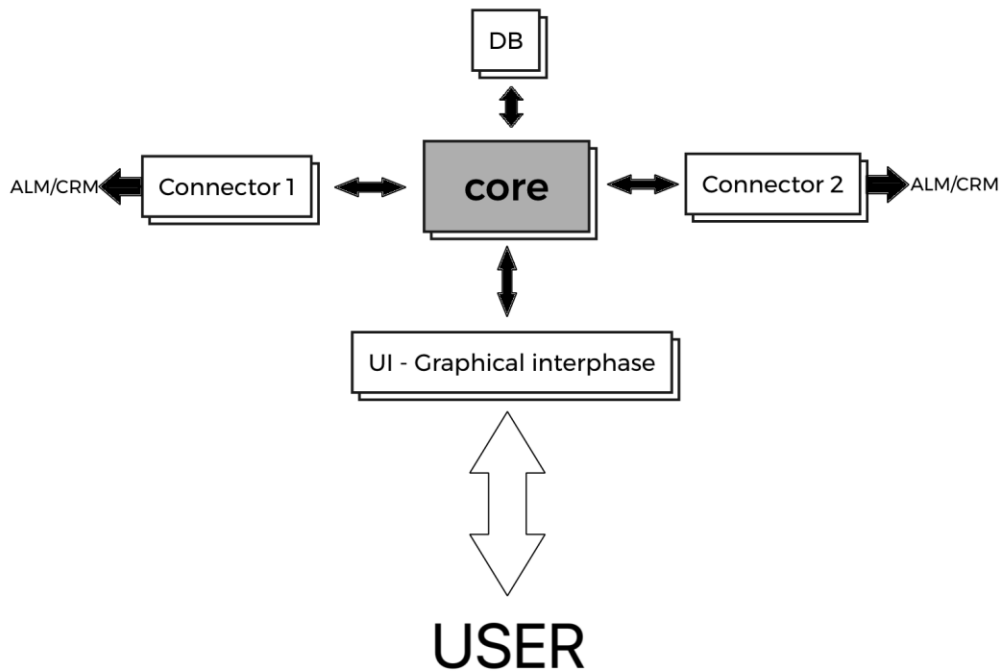 DB
ALM/CRM
Connector 1
core
Connector 2
ALM/CRM
UI - Graphical interphase
USER